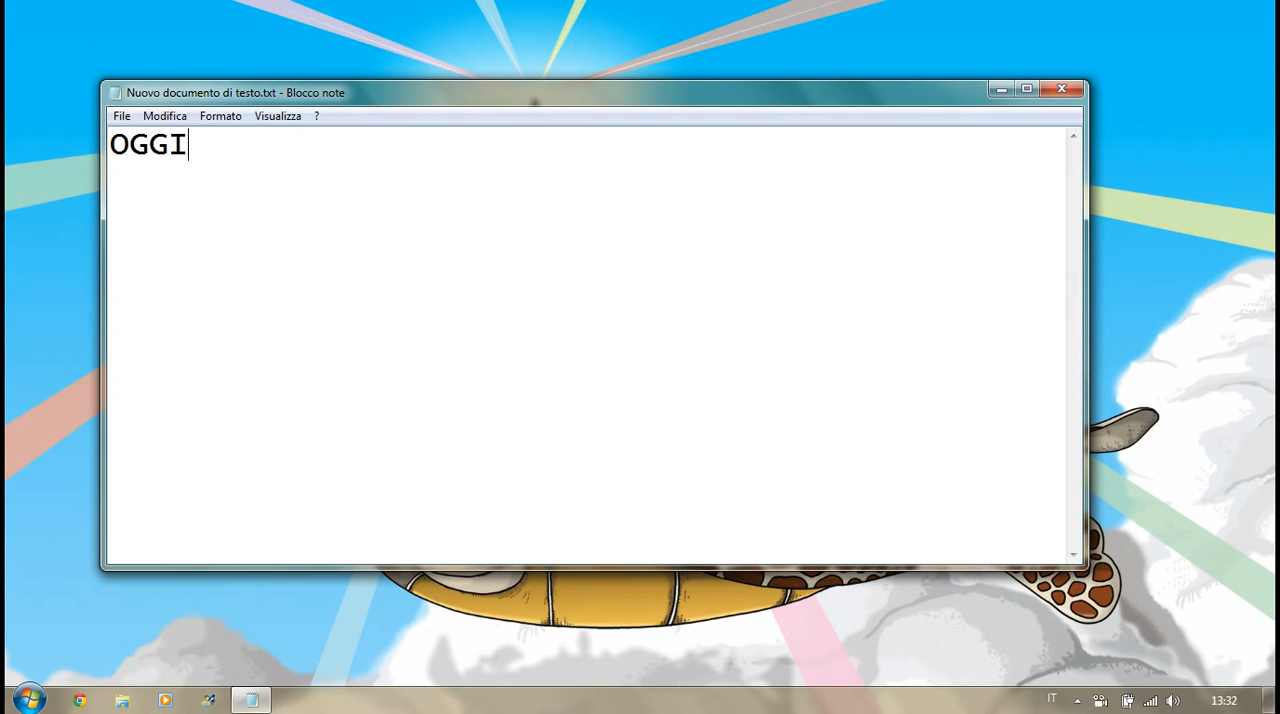 Nuovo documento di testo.txt - Blocco note
File Modifica Formato Visualizza ?
OGGI
IT 13:32